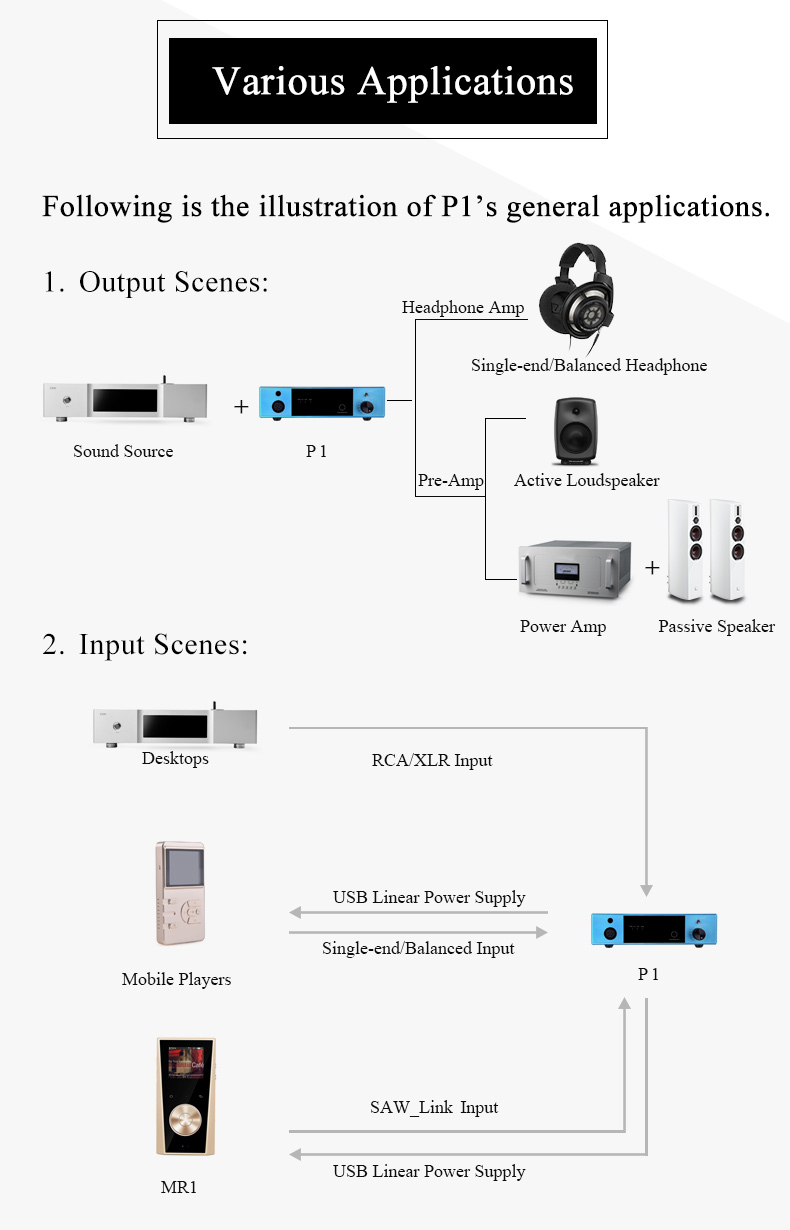 Various Applications
Following is the illustration of P1’s general applications.
1. Output Scenes:
Headphone Amp
Single-end/Balanced Headphone
Sound Source
+
P1
Pre-Amp
Active Loudspeaker
+
Power Amp
Passive Speaker
2. Input Scenes:
Desktops
RCA/XLR Input
USB Linear Power Supply
Single-end/Balanced Input
Mobile Players
P1
SAW_Link Input
USB Linear Power Supply
MR1